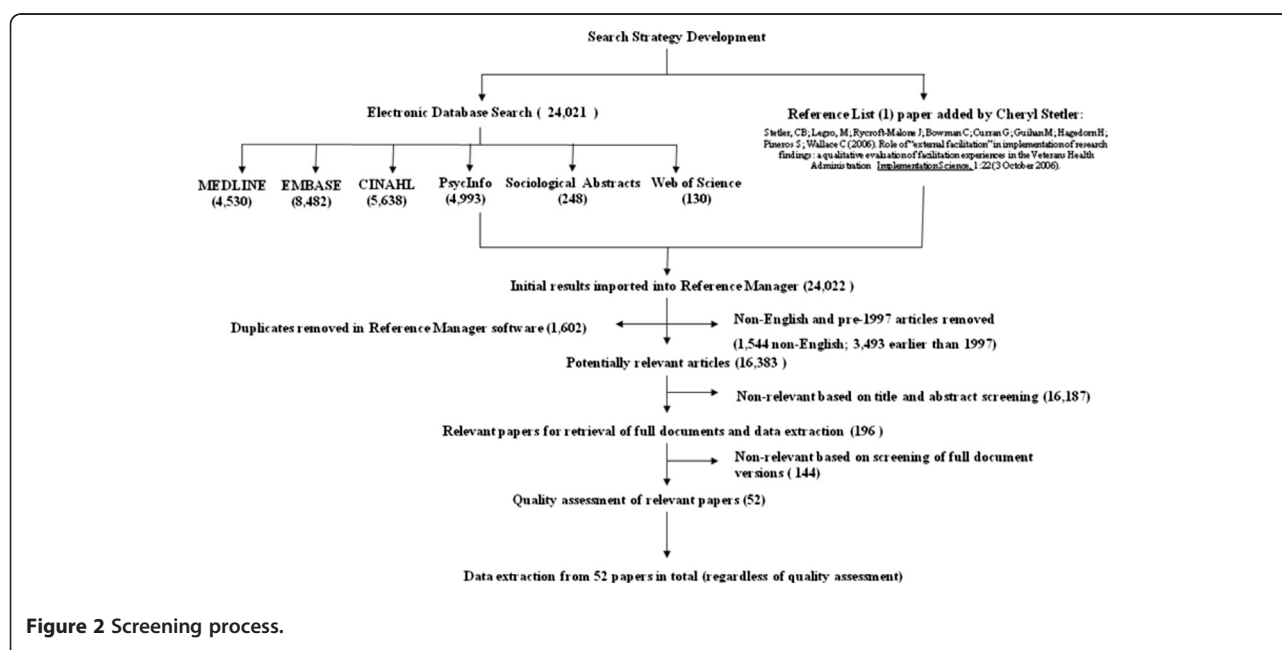 Search Strategy Development
Electronic Database Search ( 24,021 )
Reference List (1) paper added by Cheryl Stetler:
Stetler, CB; Legro, M; Rycroft-Malone J; Bowman C; Curran G; Guihan M; Hagedorn H;
Pineros S; Wallace C (2006). Role of "external facilitation" in implementation of research
findings: a qualitative evaluation of facilitation experiences in the Veterans Health
Administration Implementation Science, 1:22 (3 October 2006).
MEDLINE
(4,530)
EMBASE
(8,482)
CINAHL
(5,638)
PsycInfo
(4,993)
Sociological Abstracts
(248)
Web of Science
(130)
Initial results imported into Reference Manager (24,022 )
Duplicates removed in Reference Manager software (1,602)
Non-English and pre-1997 articles removed
(1,544 non-English; 3,493 earlier than 1997)
Potentially relevant articles (16,383 )
Non-relevant based on title and abstract screening (16,187)
Relevant papers for retrieval of full documents and data extraction (196 )
Non-relevant based on screening of full document
versions ( 144)
Quality assessment of relevant papers (52)
Data extraction from 52 papers in total (regardless of quality assessment)
Figure 2 Screening process.